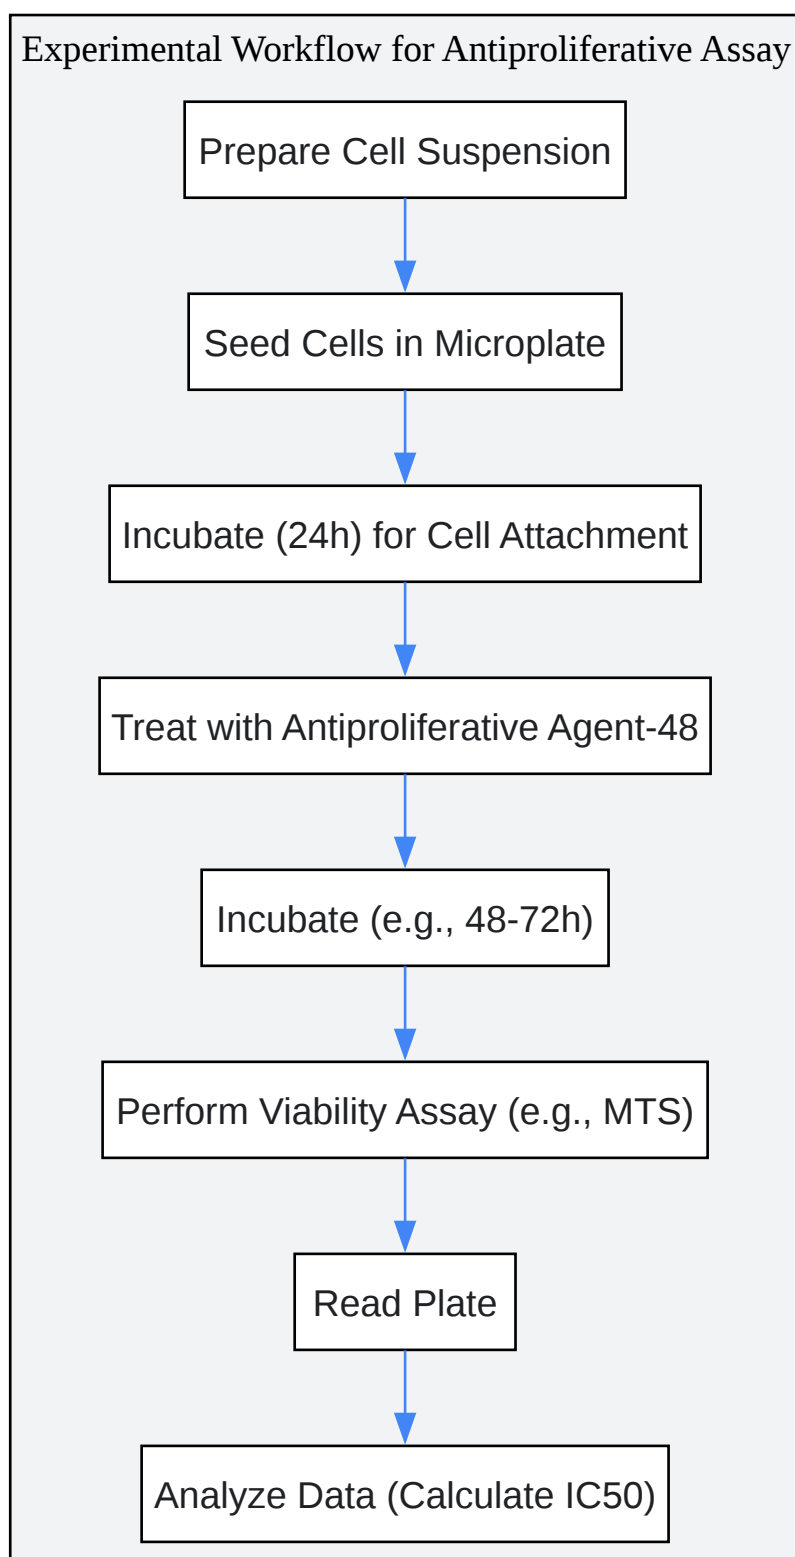 Experimental Workflow for Antiproliferative Assay
Prepare Cell Suspension
Seed Cells in Microplate
Incubate (24h) for Cell Attachment
Treat with Antiproliferative Agent-48
Incubate (e.g., 48-72h)
Perform Viability Assay (e.g., MTS)
Read Plate
Analyze Data (Calculate IC50)